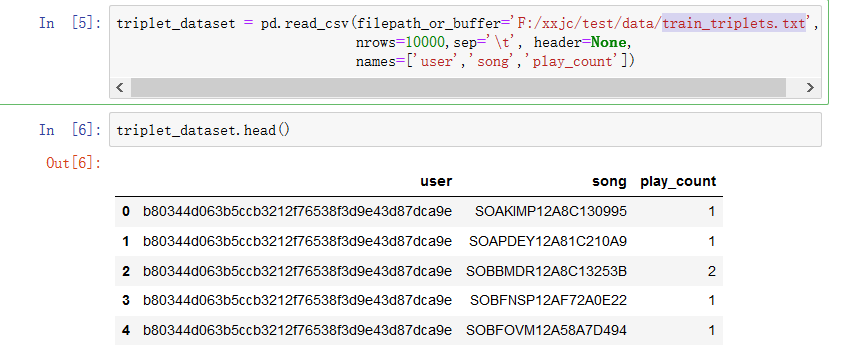 In [5]: triplet_dataset = pd.read_csv(filepath_or_buffer='F:/xxjc/test/data/train_triplets.txt',
nrows=10000,sep='\t', header=None,
names=['user','song','play_count'])
In [6]: triplet_dataset.head()
Out[6]:
user song play_count
0 b80344d063b5ccb3212f76538f3d9e43d87dca9e SOAKIMP12A8C130995 1
1 b80344d063b5ccb3212f76538f3d9e43d87dca9e SOAPDEY12A81C210A9 1
2 b80344d063b5ccb3212f76538f3d9e43d87dca9e SOBBMDR12A8C13253B 2
3 b80344d063b5ccb3212f76538f3d9e43d87dca9e SOBFNSP12AF72A0E22 1
4 b80344d063b5ccb3212f76538f3d9e43d87dca9e SOBFOVM12A58A7D494 1